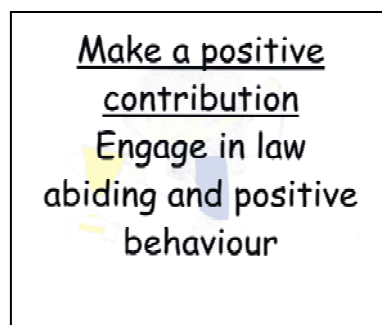 Make a positive
contribution
Engage in law
abiding and positive
behaviour